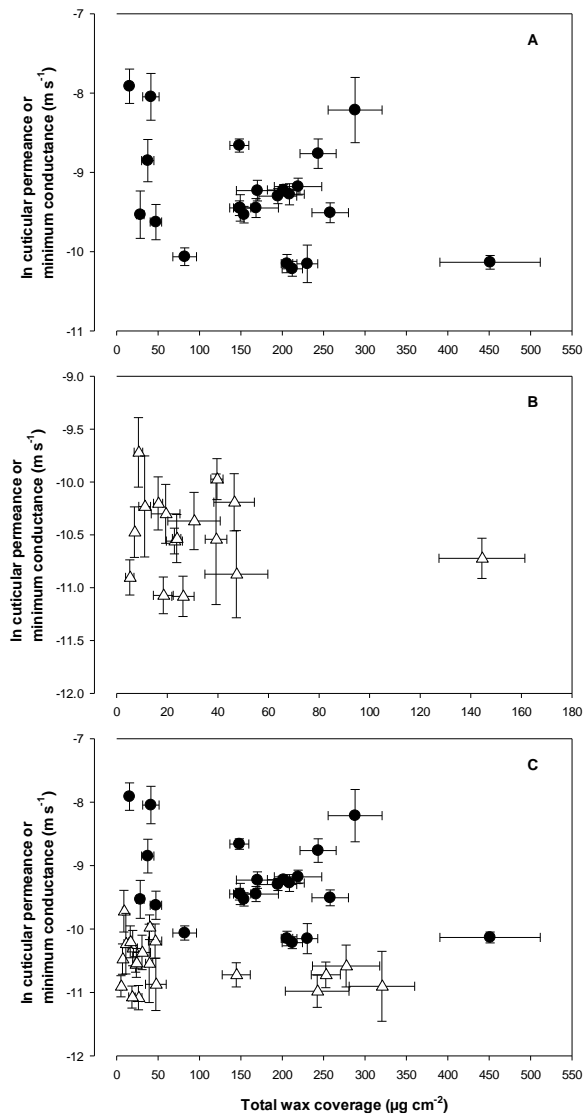 -7
A
-8
-9
-10
-11
0 50 100 150 200 250 300 350 400 450 500 550
ln cuticular permeance or
minimum conductance (m s⁻¹)
-9.0
B
-9.5
-10.0
-10.5
-11.0
-11.5
-12.0
0 20 40 60 80 100 120 140 160 180
ln cuticular permeance or
minimum conductance (m s⁻¹)
-7
C
-8
-9
-10
-11
-12
0 50 100 150 200 250 300 350 400 450 500 550
ln cuticular permeance or
minimum conductance (m s⁻¹)
Total wax coverage (µg cm⁻²)